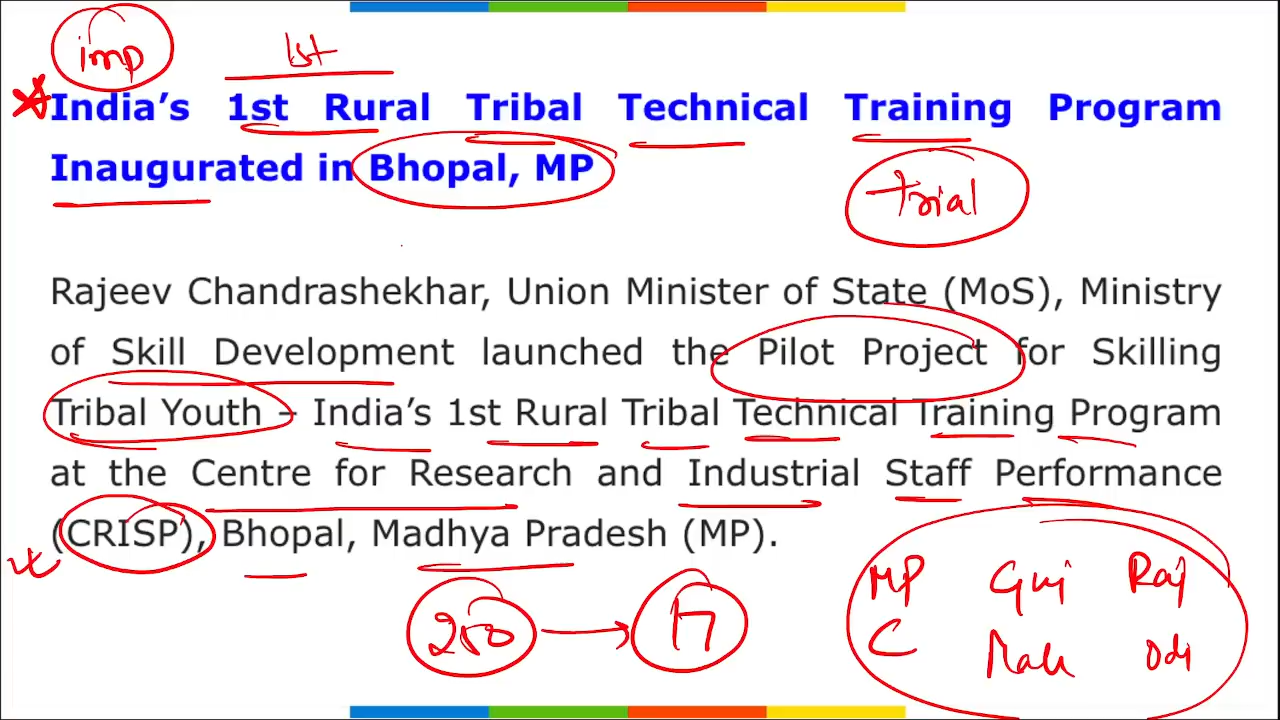 imp
1st
India’s 1st Rural Tribal Technical Training Program
Inaugurated in Bhopal, MP
trial
Rajeev Chandrashekhar, Union Minister of State (MoS), Ministry
of Skill Development launched the Pilot Project for Skilling
Tribal Youth – India’s 1st Rural Tribal Technical Training Program
at the Centre for Research and Industrial Staff Performance
(CRISP), Bhopal, Madhya Pradesh (MP).
MP Guj Raj
250 → 17
C Mah Odi